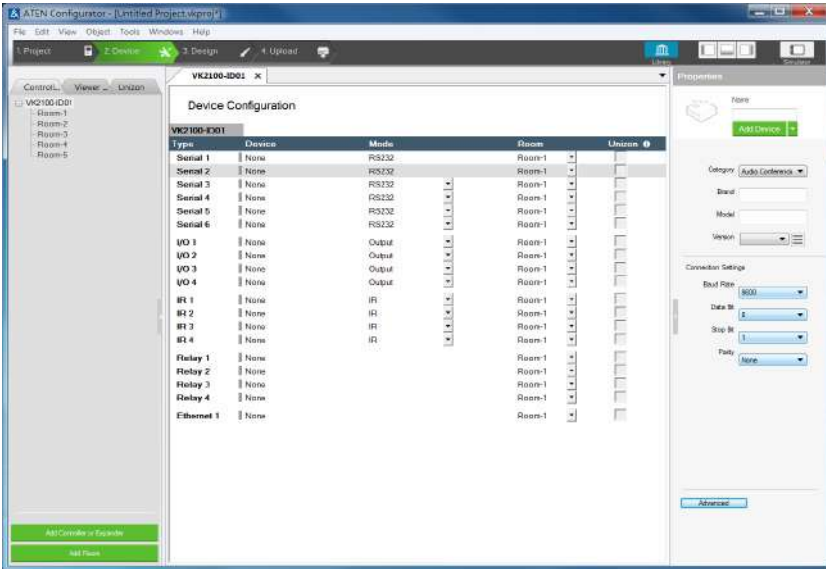 ATEN Configurator - [Untitled Project.vkproj*]
File Edit View Object Tools Windows Help
1. Project 2. Device 3. Design 4. Upload Library Simulator
Controll... Viewer ... Unizon
VK2100-ID01
Room-1
Room-2
Room-3
Room-4
Room-5
Add Controller or Expander
Add Room
VK2100-ID01 ×
Device Configuration
VK2100-ID01
Type Device Mode Room Unizon
Serial 1 None RS232 Room-1
Serial 2 None RS232 Room-1
Serial 3 None RS232 Room-1
Serial 4 None RS232 Room-1
Serial 5 None RS232 Room-1
Serial 6 None RS232 Room-1
I/O 1 None Output Room-1
I/O 2 None Output Room-1
I/O 3 None Output Room-1
I/O 4 None Output Room-1
IR 1 None IR Room-1
IR 2 None IR Room-1
IR 3 None IR Room-1
IR 4 None IR Room-1
Relay 1 None Room-1
Relay 2 None Room-1
Relay 3 None Room-1
Relay 4 None Room-1
Ethernet 1 None Room-1
Properties
Name
Add Device
Category Audio Conferenci
Brand
Model
Version
Connection Settings
Baud Rate 9600
Data Bit 8
Stop Bit 1
Parity None
Advanced